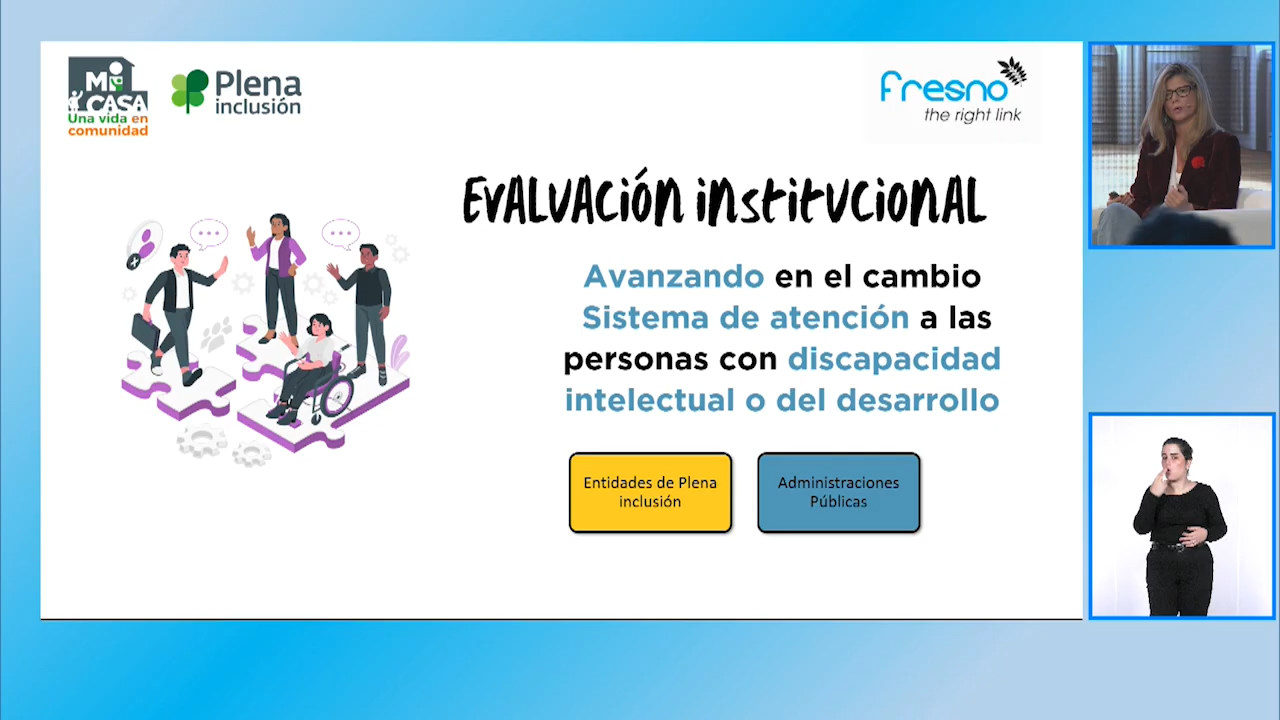 Mi
CASA
Una vida en
comunidad
Plena
inclusión
fresno
the right link
EVALUACIÓN INSTITUCIONAL
Avanzando en el cambio
Sistema de atención a las
personas con discapacidad
intelectual o del desarrollo
Entidades de Plena
inclusión
Administraciones
Públicas